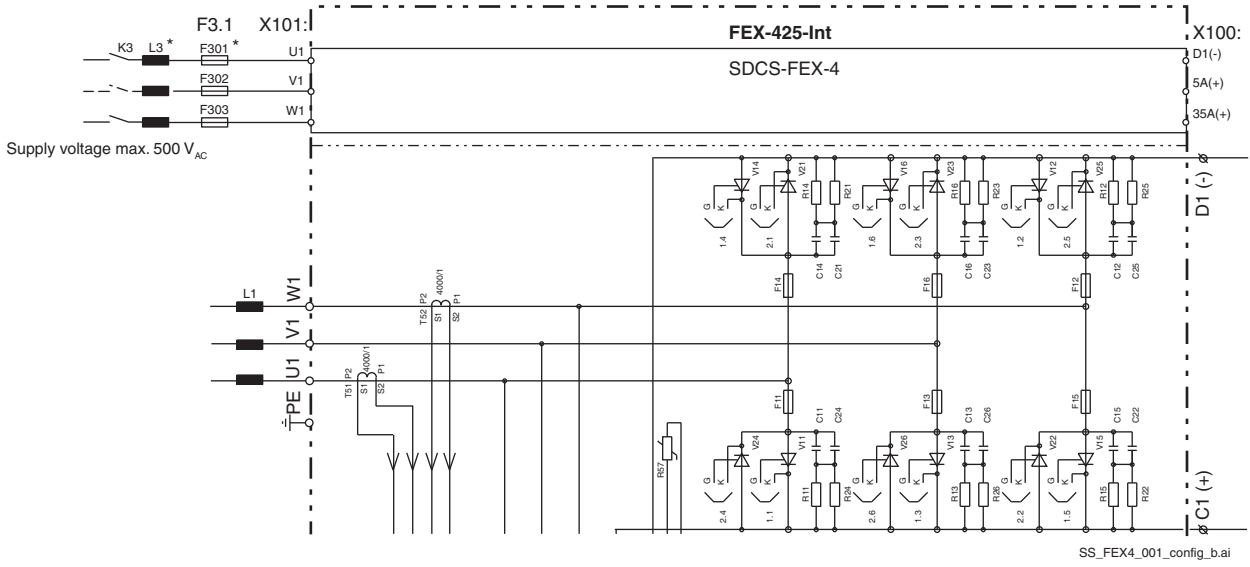 F3.1 X101:
FEX-425-Int
X100:
K3 L3 * F301 * U1
SDCS-FEX-4
D1(-)
F302 V1
5A(+)
F303 W1
35A(+)
Supply voltage max. 500 VAC
V14 V21 V16 V23 V12 V25
R14 R21 R16 R23 R12 R25
G K G K G K G K G K G K
1.4 2.1 1.6 2.3 1.2 2.5
C14 C21 C16 C23 C12 C25
D1 (-)
F14 F16 F12
L1 W1
T52 P2 S1 4000/1 S2 P1
V1
U1
T51 P2 S1 4000/1 S2 P1
PE
F11 F13 F15
C11 C24 C13 C26 C15 C22
R57
V24 V11 V26 V13 V22 V15
G K G K G K G K G K G K
R11 R24 R13 R26 R15 R22
2.4 1.1 2.6 1.3 2.2 1.5
C1 (+)
SS_FEX4_001_config_b.ai